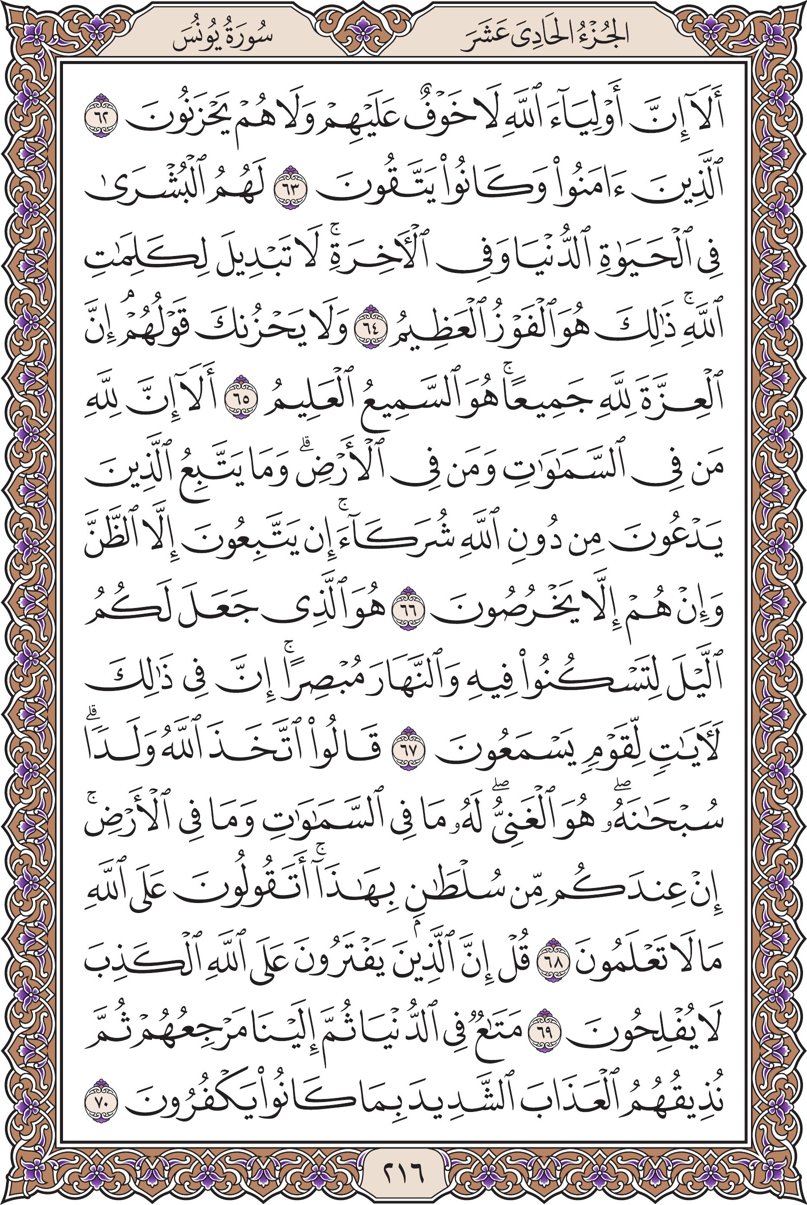 سُورَةُ يُونُسَ
الجُزْءُ الحَادِىَ عَشَرَ
أَلَآ إِنَّ أَوْلِيَآءَ ٱللَّهِ لَا خَوْفٌ عَلَيْهِمْ وَلَا هُمْ يَحْزَنُونَ ٦٢
ٱلَّذِينَ ءَامَنُوا۟ وَكَانُوا۟ يَتَّقُونَ ٦٣ لَهُمُ ٱلْبُشْرَىٰ
فِى ٱلْحَيَوٰةِ ٱلدُّنْيَا وَفِى ٱلْأَخِرَةِۚ لَا تَبْدِيلَ لِكَلِمَٰتِ
ٱللَّهِۚ ذَٰلِكَ هُوَ ٱلْفَوْزُ ٱلْعَظِيمُ ٦٤ وَلَا يَحْزُنكَ قَوْلُهُمْۘ إِنَّ
ٱلْعِزَّةَ لِلَّهِ جَمِيعًاۚ هُوَ ٱلسَّمِيعُ ٱلْعَلِيمُ ٦٥ أَلَآ إِنَّ لِلَّهِ
مَن فِى ٱلسَّمَٰوَٰتِ وَمَن فِى ٱلْأَرْضِۗ وَمَا يَتَّبِعُ ٱلَّذِينَ
يَدْعُونَ مِن دُونِ ٱللَّهِ شُرَكَآءَۚ إِن يَتَّبِعُونَ إِلَّا ٱلظَّنَّ
وَإِنْ هُمْ إِلَّا يَخْرُصُونَ ٦٦ هُوَ ٱلَّذِى جَعَلَ لَكُمُ
ٱلَّيْلَ لِتَسْكُنُوا۟ فِيهِ وَٱلنَّهَارَ مُبْصِرًاۚ إِنَّ فِى ذَٰلِكَ
لَأَيَٰتٍ لِّقَوْمٍ يَسْمَعُونَ ٦٧ قَالُوا۟ ٱتَّخَذَ ٱللَّهُ وَلَدًاۗ
سُبْحَٰنَهُۥۖ هُوَ ٱلْغَنِىُّۖ لَهُۥ مَا فِى ٱلسَّمَٰوَٰتِ وَمَا فِى ٱلْأَرْضِۚ
إِنْ عِندَكُم مِّن سُلْطَٰنٍۭ بِهَٰذَآۚ أَتَقُولُونَ عَلَى ٱللَّهِ
مَا لَا تَعْلَمُونَ ٦٨ قُلْ إِنَّ ٱلَّذِينَ يَفْتَرُونَ عَلَى ٱللَّهِ ٱلْكَذِبَ
لَا يُفْلِحُونَ ٦٩ مَتَٰعٌ فِى ٱلدُّنْيَا ثُمَّ إِلَيْنَا مَرْجِعُهُمْ ثُمَّ
نُذِيقُهُمُ ٱلْعَذَابَ ٱلشَّدِيدَ بِمَا كَانُوا۟ يَكْفُرُونَ ٧٠
٢١٦